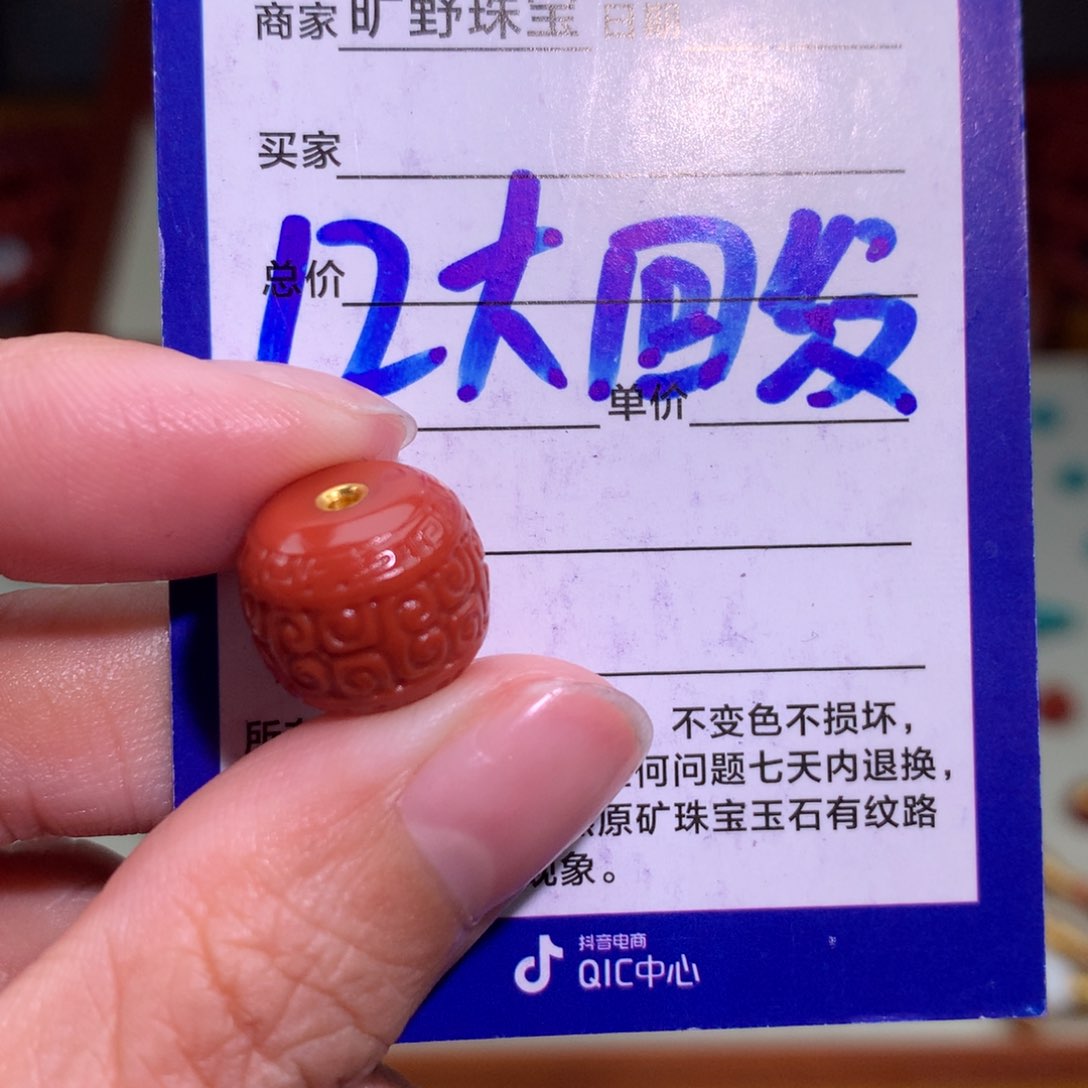 商家 旷野珠宝 日期
买家
总价
12大回发
单价
不变色不损坏，
何问题七天内退换，
原矿珠宝玉石有纹路
现象。
抖音电商
QIC中心